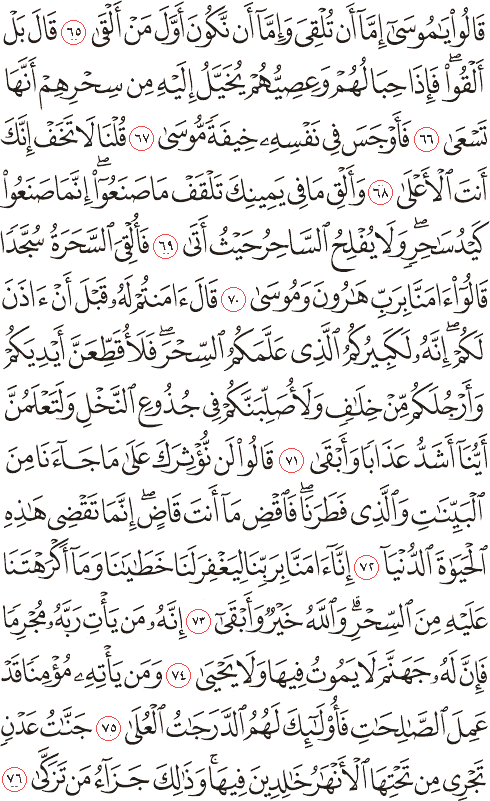 قَالُوا۟ يَٰمُوسَىٰٓ إِمَّآ أَن تُلْقِىَ وَإِمَّآ أَن نَّكُونَ أَوَّلَ مَنْ أَلْقَىٰ ٦٥ قَالَ بَلْ
أَلْقُوا۟ۖ فَإِذَا حِبَالُهُمْ وَعِصِيُّهُمْ يُخَيَّلُ إِلَيْهِ مِن سِحْرِهِمْ أَنَّهَا
تَسْعَىٰ ٦٦ فَأَوْجَسَ فِى نَفْسِهِۦ خِيفَةً مُّوسَىٰ ٦٧ قُلْنَا لَا تَخَفْ إِنَّكَ
أَنتَ ٱلْأَعْلَىٰ ٦٨ وَأَلْقِ مَا فِى يَمِينِكَ تَلْقَفْ مَا صَنَعُوٓا۟ۖ إِنَّمَا صَنَعُوا۟
كَيْدُ سَٰحِرٍۖ وَلَا يُفْلِحُ ٱلسَّاحِرُ حَيْثُ أَتَىٰ ٦٩ فَأُلْقِىَ ٱلسَّحَرَةُ سُجَّدًا
قَالُوٓا۟ ءَامَنَّا بِرَبِّ هَٰرُونَ وَمُوسَىٰ ٧٠ قَالَ ءَامَنتُمْ لَهُۥ قَبْلَ أَنْ ءَاذَنَ
لَكُمْۖ إِنَّهُۥ لَكَبِيرُكُمُ ٱلَّذِى عَلَّمَكُمُ ٱلسِّحْرَۖ فَلَأُقَطِّعَنَّ أَيْدِيَكُمْ
وَأَرْجُلَكُم مِّنْ خِلَٰفٍ وَلَأُصَلِّبَنَّكُمْ فِى جُذُوعِ ٱلنَّخْلِ وَلَتَعْلَمُنَّ
أَيُّنَآ أَشَدُّ عَذَابًا وَأَبْقَىٰ ٧١ قَالُوا۟ لَن نُّؤْثِرَكَ عَلَىٰ مَا جَآءَنَا مِنَ
ٱلْبَيِّنَٰتِ وَٱلَّذِى فَطَرَنَاۖ فَٱقْضِ مَآ أَنتَ قَاضٍۖ إِنَّمَا تَقْضِى هَٰذِهِ
ٱلْحَيَوٰةَ ٱلدُّنْيَآ ٧٢ إِنَّآ ءَامَنَّا بِرَبِّنَا لِيَغْفِرَ لَنَا خَطَٰيَٰنَا وَمَآ أَكْرَهْتَنَا
عَلَيْهِ مِنَ ٱلسِّحْرِۗ وَٱللَّهُ خَيْرٌ وَأَبْقَىٰٓ ٧٣ إِنَّهُۥ مَن يَأْتِ رَبَّهُۥ مُجْرِمًا
فَإِنَّ لَهُۥ جَهَنَّمَ لَا يَمُوتُ فِيهَا وَلَا يَحْيَىٰ ٧٤ وَمَن يَأْتِهِۦ مُؤْمِنًا قَدْ
عَمِلَ ٱلصَّٰلِحَٰتِ فَأُو۟لَٰٓئِكَ لَهُمُ ٱلدَّرَجَٰتُ ٱلْعُلَىٰ ٧٥ جَنَّٰتُ عَدْنٍ
تَجْرِى مِن تَحْتِهَا ٱلْأَنْهَٰرُ خَٰلِدِينَ فِيهَاۚ وَذَٰلِكَ جَزَآءُ مَن تَزَكَّىٰ ٧٦